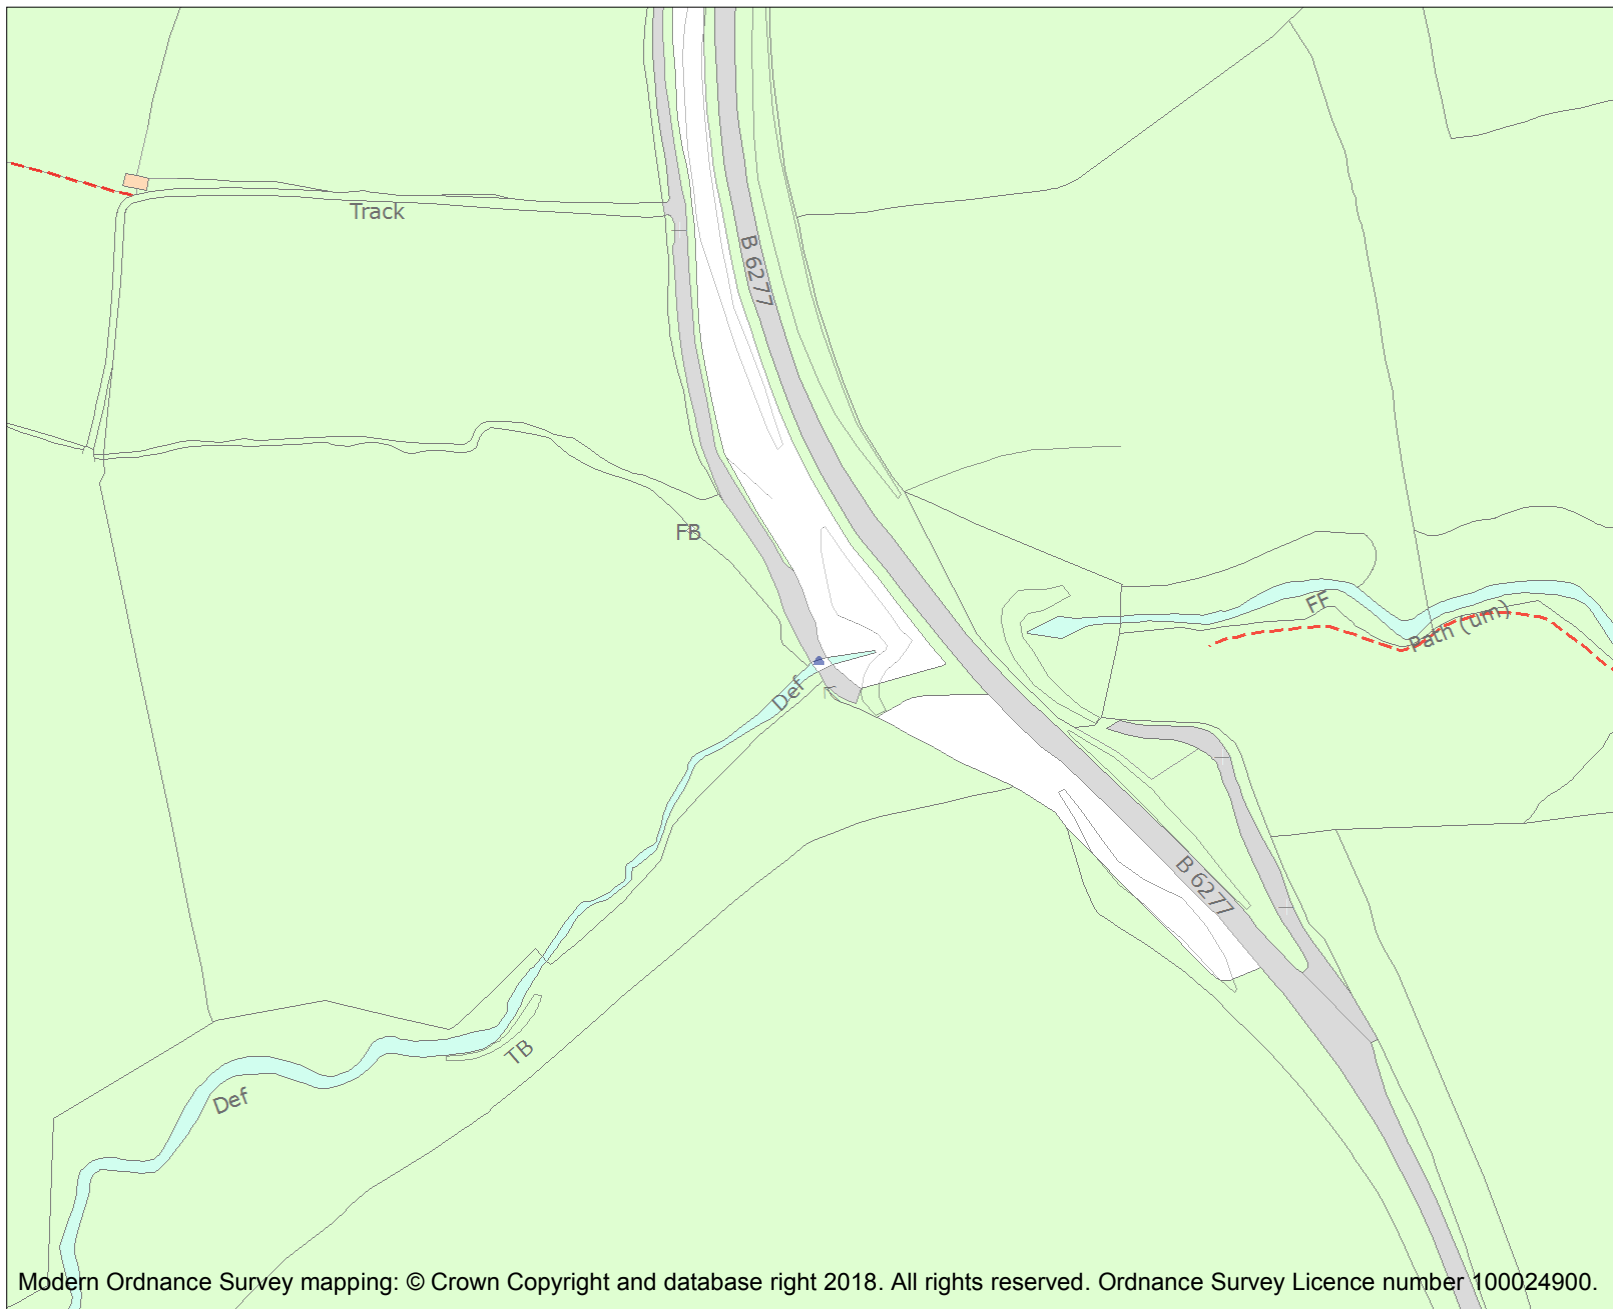 Track
B 6277
FB
FF
Path (um)
Def
B 6277
TB
Def
Modern Ordnance Survey mapping: © Crown Copyright and database right 2018. All rights reserved. Ordnance Survey Licence number 100024900.